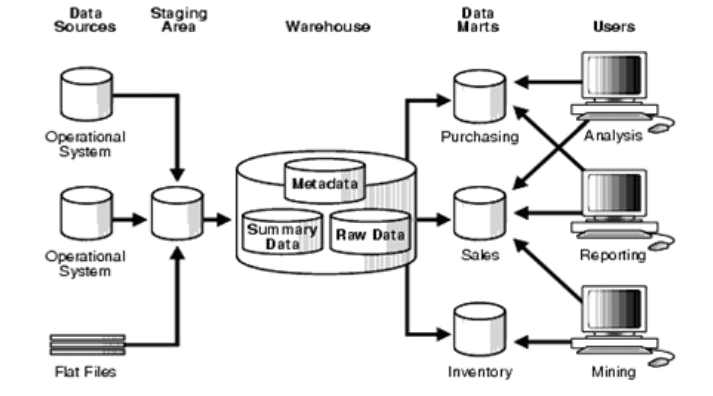 Data
Sources
Staging
Area
Warehouse
Data
Marts
Users
Operational
System
Operational
System
Flat Files
Metadata
Summary
Data
Raw Data
Purchasing
Sales
Inventory
Analysis
Reporting
Mining